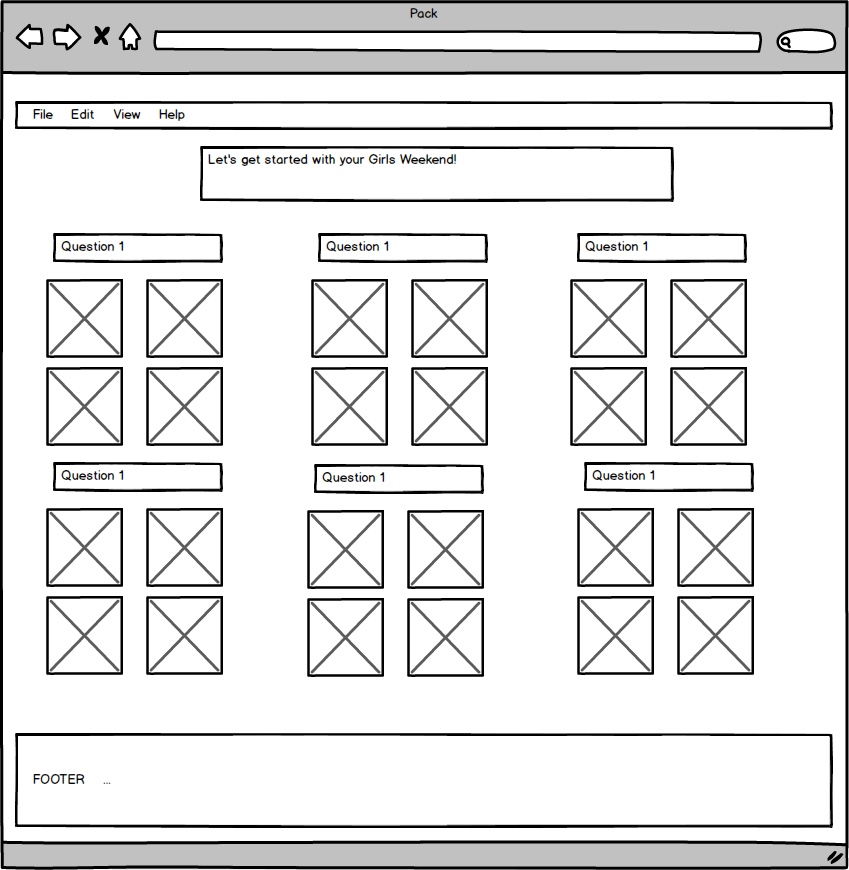 Pack
File Edit View Help
Let's get started with your Girls Weekend!
Question 1 Question 1 Question 1
Question 1 Question 1 Question 1
FOOTER ...